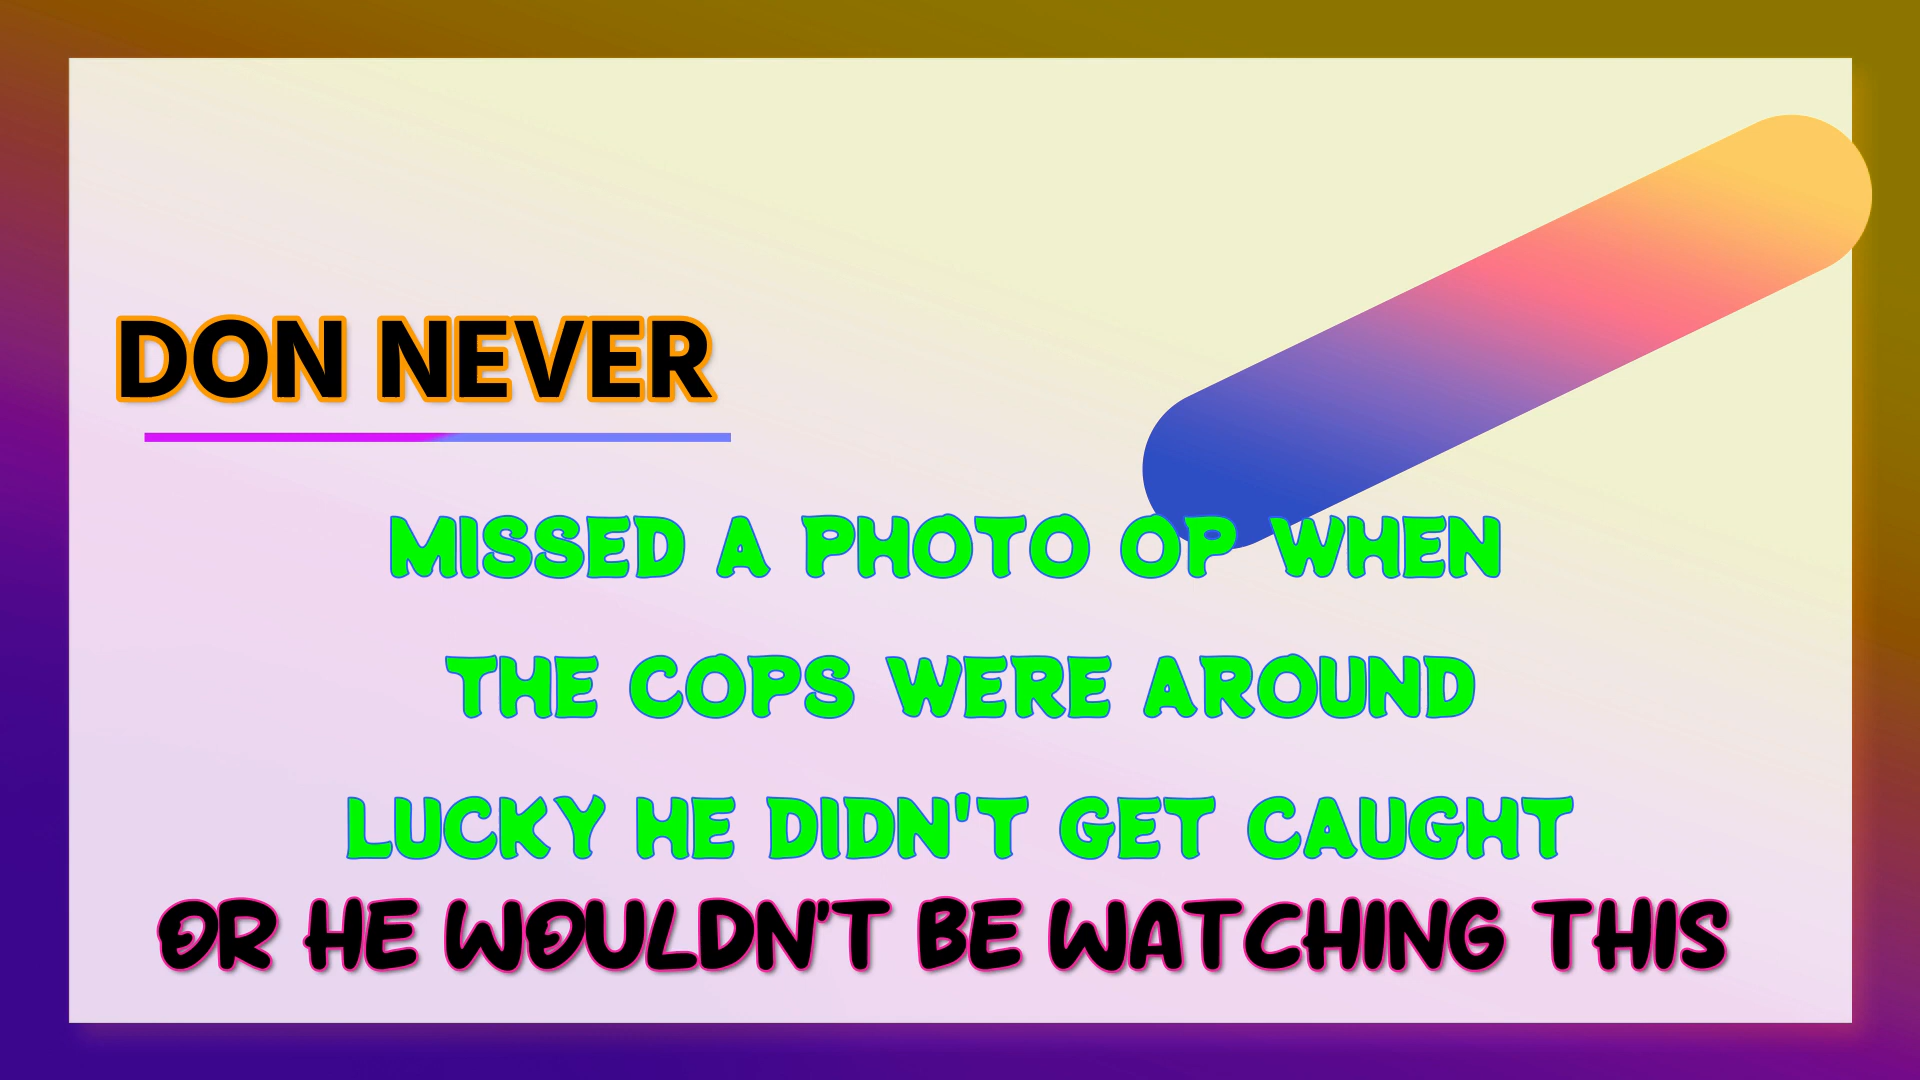 DON NEVER
MISSED A PHOTO OP WHEN
THE COPS WERE AROUND
LUCKY HE DIDN'T GET CAUGHT
OR HE WOULDN'T BE WATCHING THIS